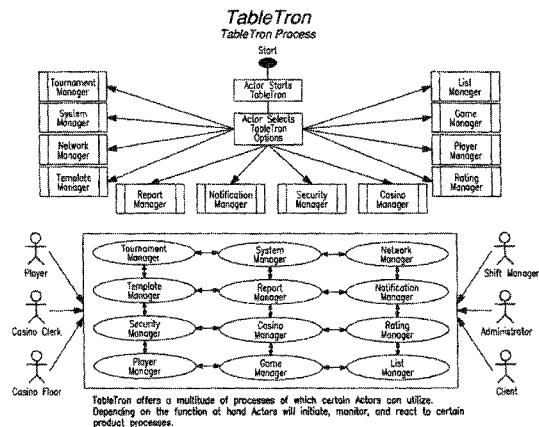 TableTron
TableTron Process
Start
Actor Starts
TableTron
Actor Selects
TableTron
Options
Tournament
Manager
System
Manager
Network
Manager
Template
Manager
List
Manager
Game
Manager
Player
Manager
Rating
Manager
Report
Manager
Notification
Manager
Security
Manager
Casino
Manager
Player
Casino Clerk
Casino Floor
Tournament
Manager
System
Manager
Network
Manager
Template
Manager
Report
Manager
Notification
Manager
Security
Manager
Casino
Manager
Rating
Manager
Player
Manager
Game
Manager
List
Manager
Shift Manager
Administrator
Client
TableTron offers a multitude of processes of which certain Actors can utilize.
Depending on the function at hand Actors will initiate, monitor, and react to certain
product processes.